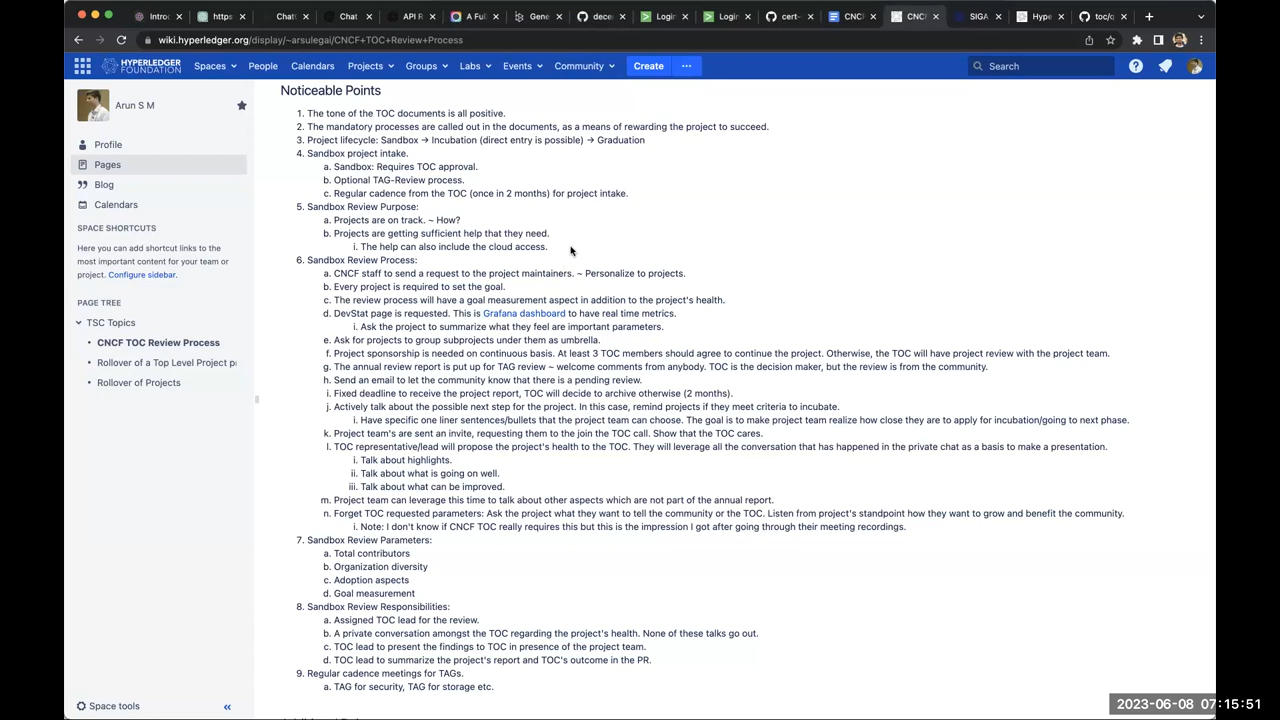 Introd
https
Chat
Chat
API R
A Full
Gene
decen
Login
Login
cert-
CNCF
CNCF
SIGA
Hype
toc/o
wiki.hyperledger.org/display/~arsulegai/CNCF+TOC+Review+Process
HYPERLEDGER FOUNDATION
Spaces People Calendars Projects Groups Labs Events Community Create ... Search
Arun S M
Profile
Pages
Blog
Calendars
SPACE SHORTCUTS
Here you can add shortcut links to the
most important content for your team or
project. Configure sidebar.
PAGE TREE
TSC Topics
• CNCF TOC Review Process
• Rollover of a Top Level Project p
• Rollover of Projects
Space tools «
Noticeable Points
1. The tone of the TOC documents is all positive.
2. The mandatory processes are called out in the documents, as a means of rewarding the project to succeed.
3. Project lifecycle: Sandbox → Incubation (direct entry is possible) → Graduation
4. Sandbox project intake.
a. Sandbox: Requires TOC approval.
b. Optional TAG-Review process.
c. Regular cadence from the TOC (once in 2 months) for project intake.
5. Sandbox Review Purpose:
a. Projects are on track. ~ How?
b. Projects are getting sufficient help that they need.
i. The help can also include the cloud access.
6. Sandbox Review Process:
a. CNCF staff to send a request to the project maintainers. ~ Personalize to projects.
b. Every project is required to set the goal.
c. The review process will have a goal measurement aspect in addition to the project's health.
d. DevStat page is requested. This is Grafana dashboard to have real time metrics.
i. Ask the project to summarize what they feel are important parameters.
e. Ask for projects to group subprojects under them as umbrella.
f. Project sponsorship is needed on continuous basis. At least 3 TOC members should agree to continue the project. Otherwise, the TOC will have project review with the project team.
g. The annual review report is put up for TAG review ~ welcome comments from anybody. TOC is the decision maker, but the review is from the community.
h. Send an email to let the community know that there is a pending review.
i. Fixed deadline to receive the project report, TOC will decide to archive otherwise (2 months).
j. Actively talk about the possible next step for the project. In this case, remind projects if they meet criteria to incubate.
i. Have specific one liner sentences/bullets that the project team can choose. The goal is to make project team realize how close they are to apply for incubation/going to next phase.
k. Project team's are sent an invite, requesting them to the join the TOC call. Show that the TOC cares.
l. TOC representative/lead will propose the project's health to the TOC. They will leverage all the conversation that has happened in the private chat as a basis to make a presentation.
i. Talk about highlights.
ii. Talk about what is going on well.
iii. Talk about what can be improved.
m. Project team can leverage this time to talk about other aspects which are not part of the annual report.
n. Forget TOC requested parameters: Ask the project what they want to tell the community or the TOC. Listen from project's standpoint how they want to grow and benefit the community.
i. Note: I don't know if CNCF TOC really requires this but this is the impression I got after going through their meeting recordings.
7. Sandbox Review Parameters:
a. Total contributors
b. Organization diversity
c. Adoption aspects
d. Goal measurement
8. Sandbox Review Responsibilities:
a. Assigned TOC lead for the review.
b. A private conversation amongst the TOC regarding the project's health. None of these talks go out.
c. TOC lead to present the findings to TOC in presence of the project team.
d. TOC lead to summarize the project's report and TOC's outcome in the PR.
9. Regular cadence meetings for TAGs.
a. TAG for security, TAG for storage etc.
2023-06-08 07:15:51